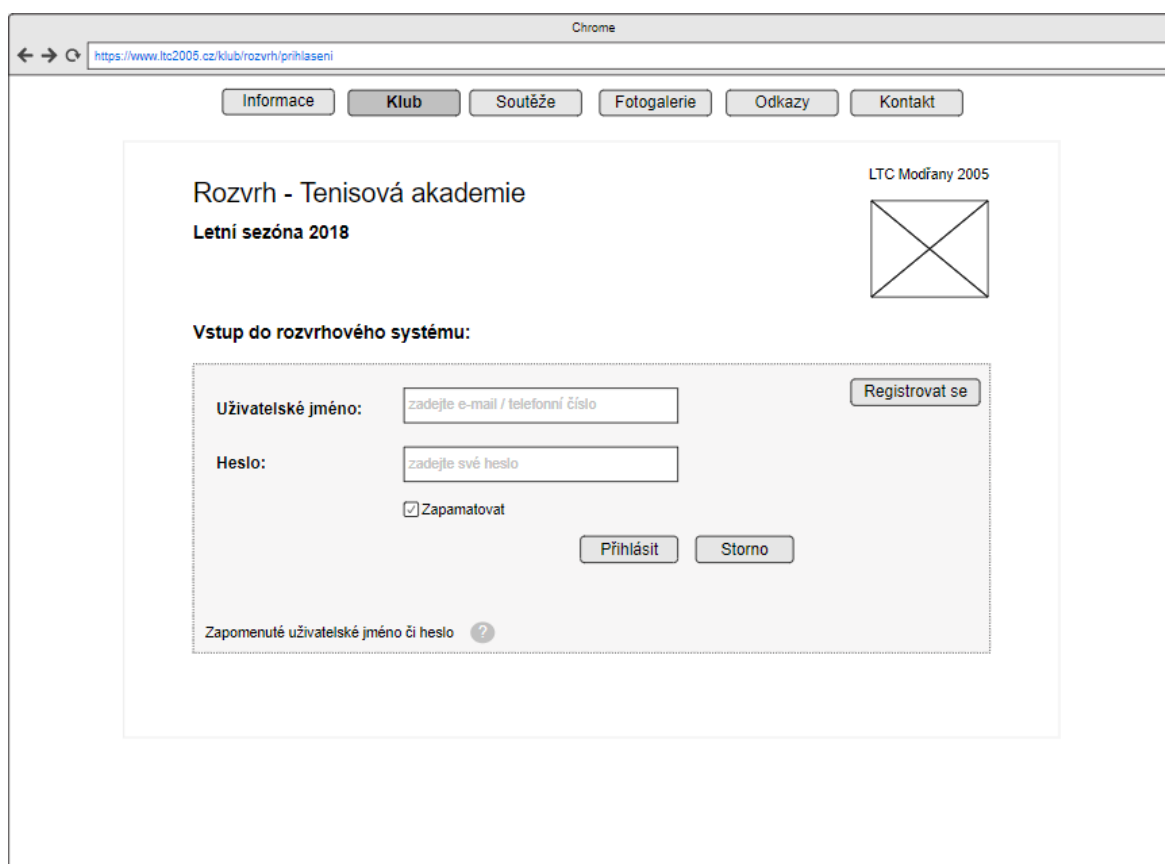 Chrome
https://www.ltc2005.cz/klub/rozvrh/prihlaseni
Informace Klub Soutěže Fotogalerie Odkazy Kontakt
LTC Modřany 2005
Rozvrh - Tenisová akademie
Letní sezóna 2018
Vstup do rozvrhového systému:
Registrovat se
Uživatelské jméno: zadejte e-mail / telefonní číslo
Heslo: zadejte své heslo
Zapamatovat
Přihlásit Storno
Zapomenuté uživatelské jméno či heslo ?